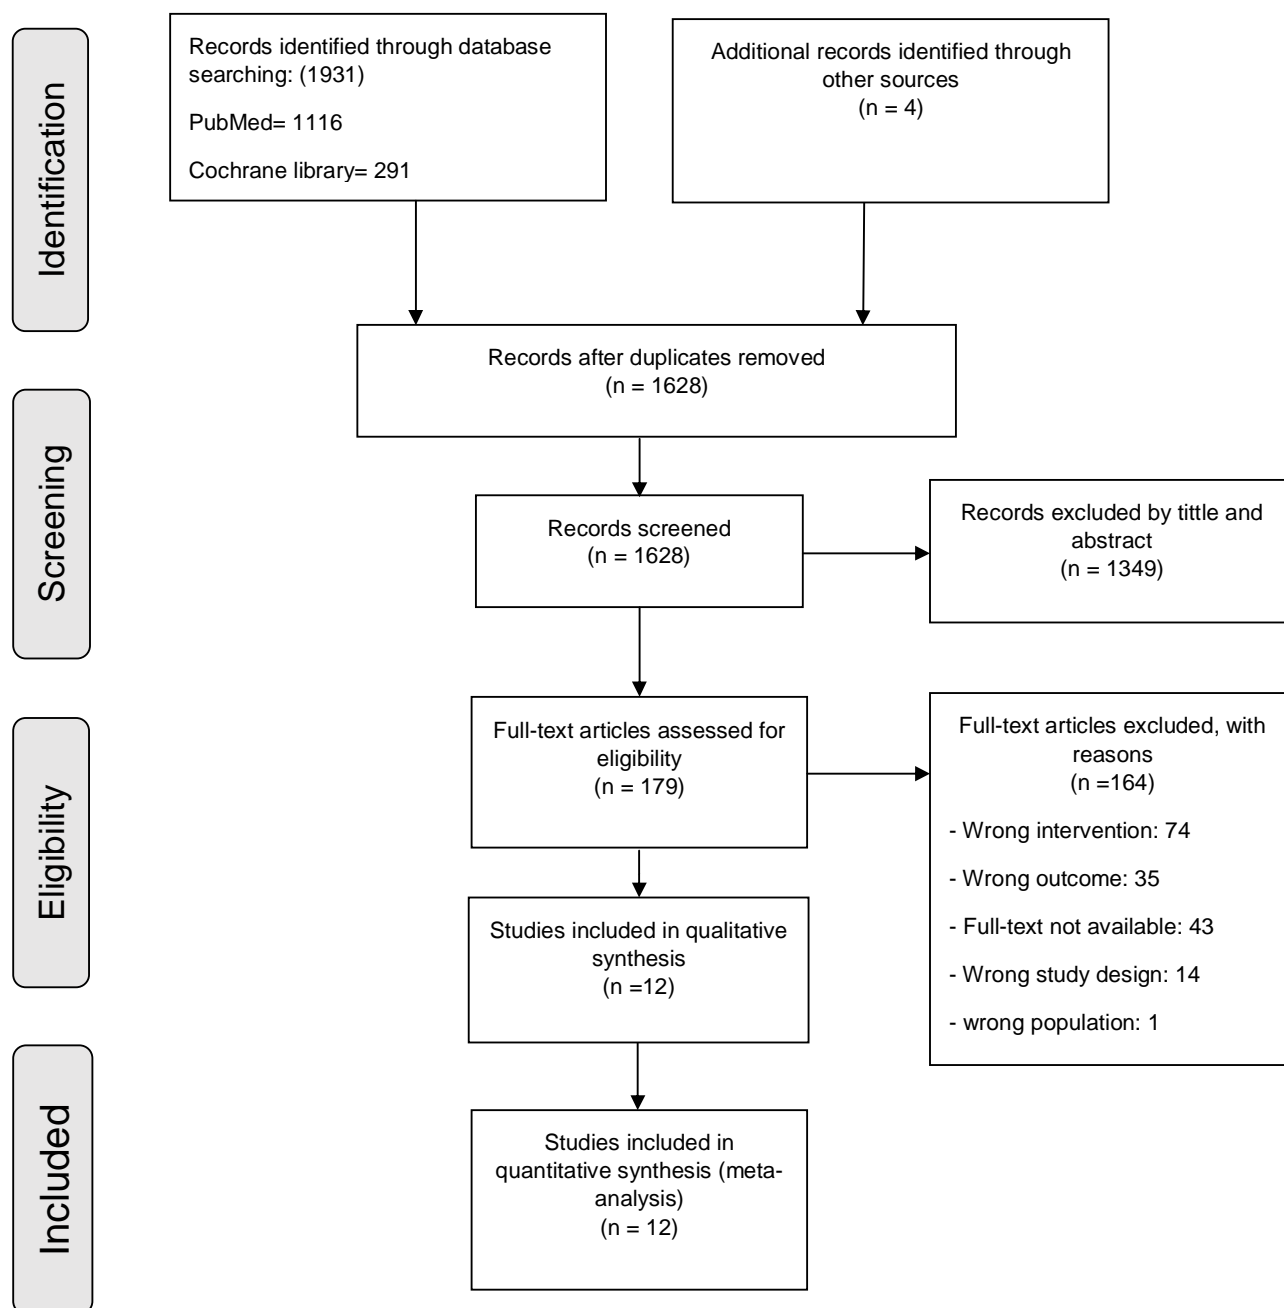 Identification
Records identified through database
searching: (1931)
PubMed= 1116
Cochrane library= 291
Additional records identified through
other sources
(n = 4)
Records after duplicates removed
(n = 1628)
Screening
Records screened
(n = 1628)
Records excluded by tittle and
abstract
(n = 1349)
Eligibility
Full-text articles assessed for
eligibility
(n = 179)
Full-text articles excluded, with
reasons
(n =164)
- Wrong intervention: 74
- Wrong outcome: 35
- Full-text not available: 43
- Wrong study design: 14
- wrong population: 1
Studies included in qualitative
synthesis
(n =12)
Included
Studies included in
quantitative synthesis (meta-
analysis)
(n = 12)